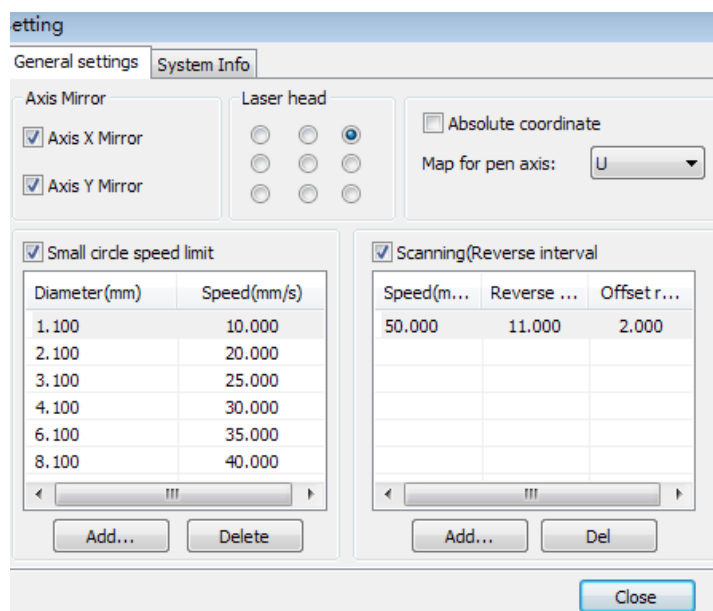 etting
General settings System Info
Axis Mirror
Axis X Mirror
Axis Y Mirror
Laser head
Absolute coordinate
Map for pen axis: U
Small circle speed limit
Diameter(mm) Speed(mm/s)
1.100 10.000
2.100 20.000
3.100 25.000
4.100 30.000
6.100 35.000
8.100 40.000
Add... Delete
Scanning(Reverse interval
Speed(m... Reverse ... Offset r...
50.000 11.000 2.000
Add... Del
Close